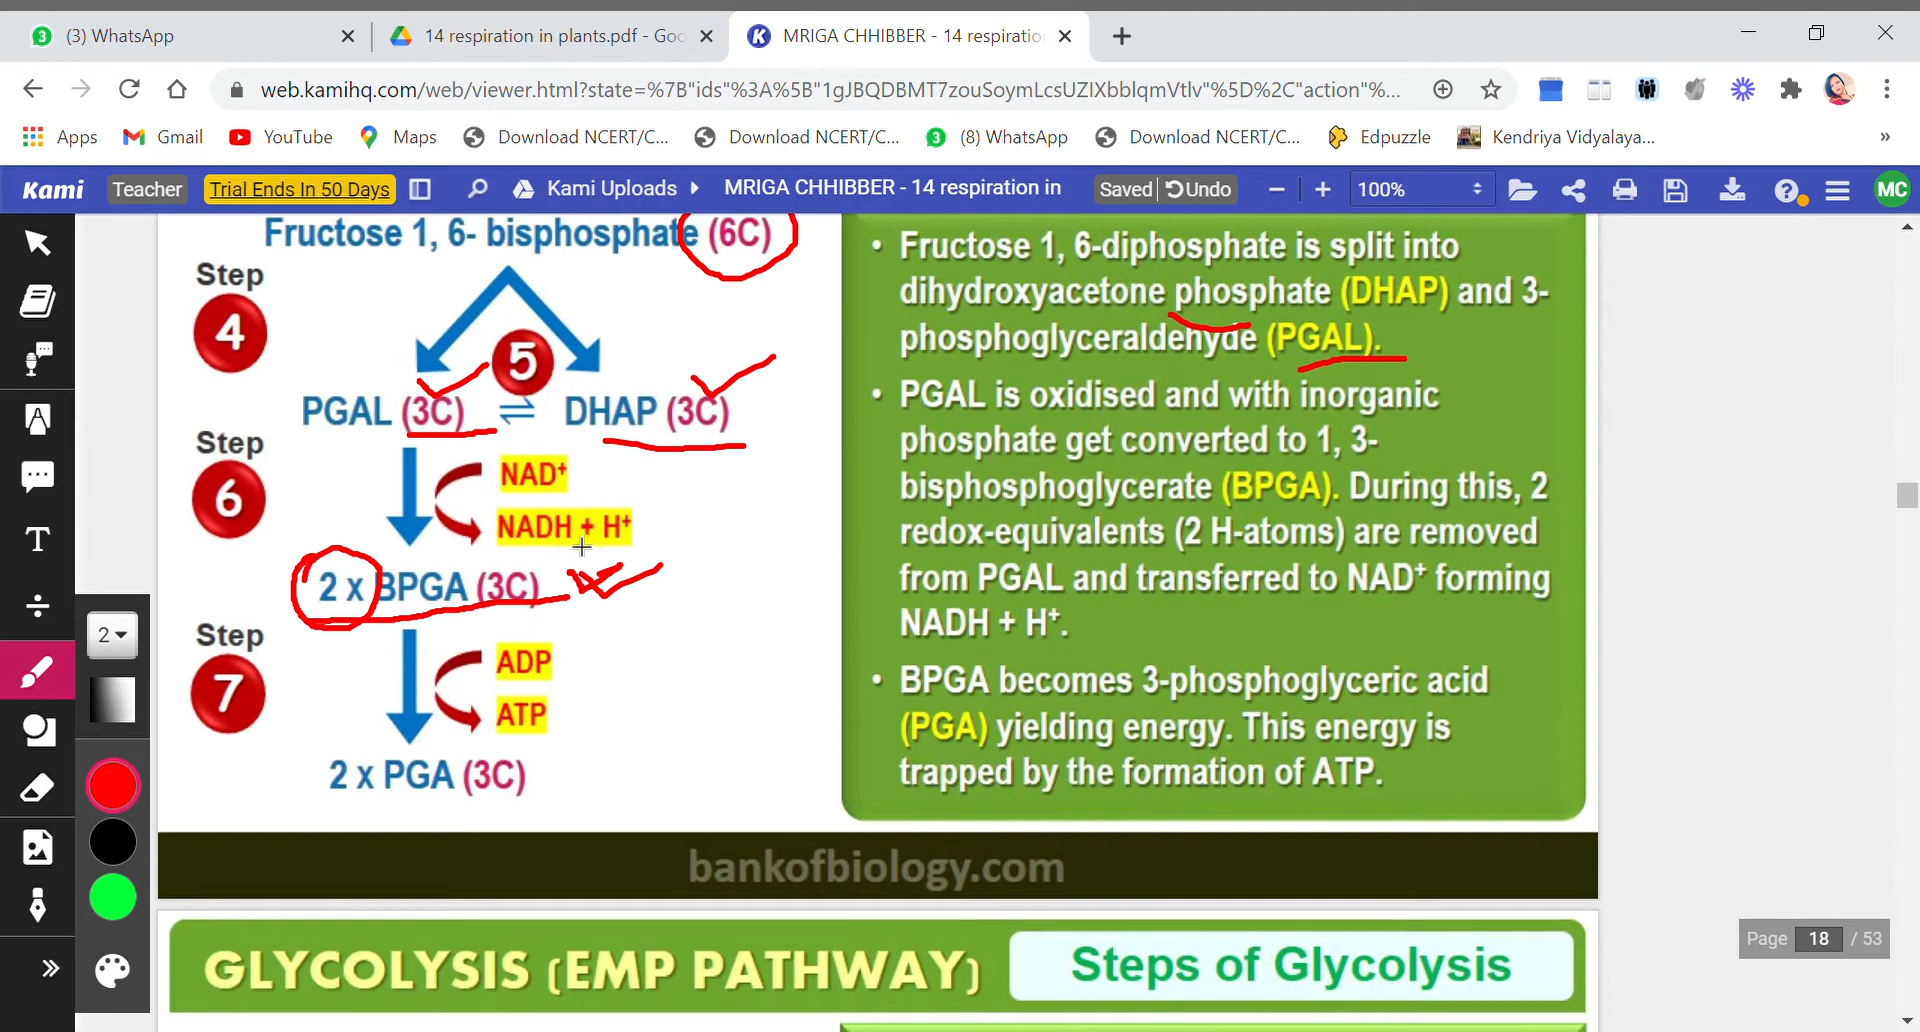 (3) WhatsApp
14 respiration in plants.pdf - Goo
MRIGA CHHIBBER - 14 respiratio
web.kamihq.com/web/viewer.html?state=%7B"ids"%3A%5B"1gJBQDBMT7zouSoymLcsUZIXbblqmVtlv"%5D%2C"action"%...
Apps Gmail YouTube Maps Download NCERT/C... Download NCERT/C... (8) WhatsApp Download NCERT/C... Edpuzzle Kendriya Vidyalaya... »
Kami Teacher Trial Ends In 50 Days Kami Uploads MRIGA CHHIBBER - 14 respiration in Saved Undo 100% MC
Fructose 1, 6- bisphosphate (6C)
Step
4
5
PGAL (3C) ⇌ DHAP (3C)
Step
6
NAD⁺
NADH + H⁺
2 x BPGA (3C)
Step
7
ADP
ATP
2 x PGA (3C)
• Fructose 1, 6-diphosphate is split into
dihydroxyacetone phosphate (DHAP) and 3-
phosphoglyceraldehyde (PGAL).
• PGAL is oxidised and with inorganic
phosphate get converted to 1, 3-
bisphosphoglycerate (BPGA). During this, 2
redox-equivalents (2 H-atoms) are removed
from PGAL and transferred to NAD⁺ forming
NADH + H⁺.
• BPGA becomes 3-phosphoglyceric acid
(PGA) yielding energy. This energy is
trapped by the formation of ATP.
2
bankofbiology.com
Page 18 / 53
GLYCOLYSIS (EMP PATHWAY)
Steps of Glycolysis